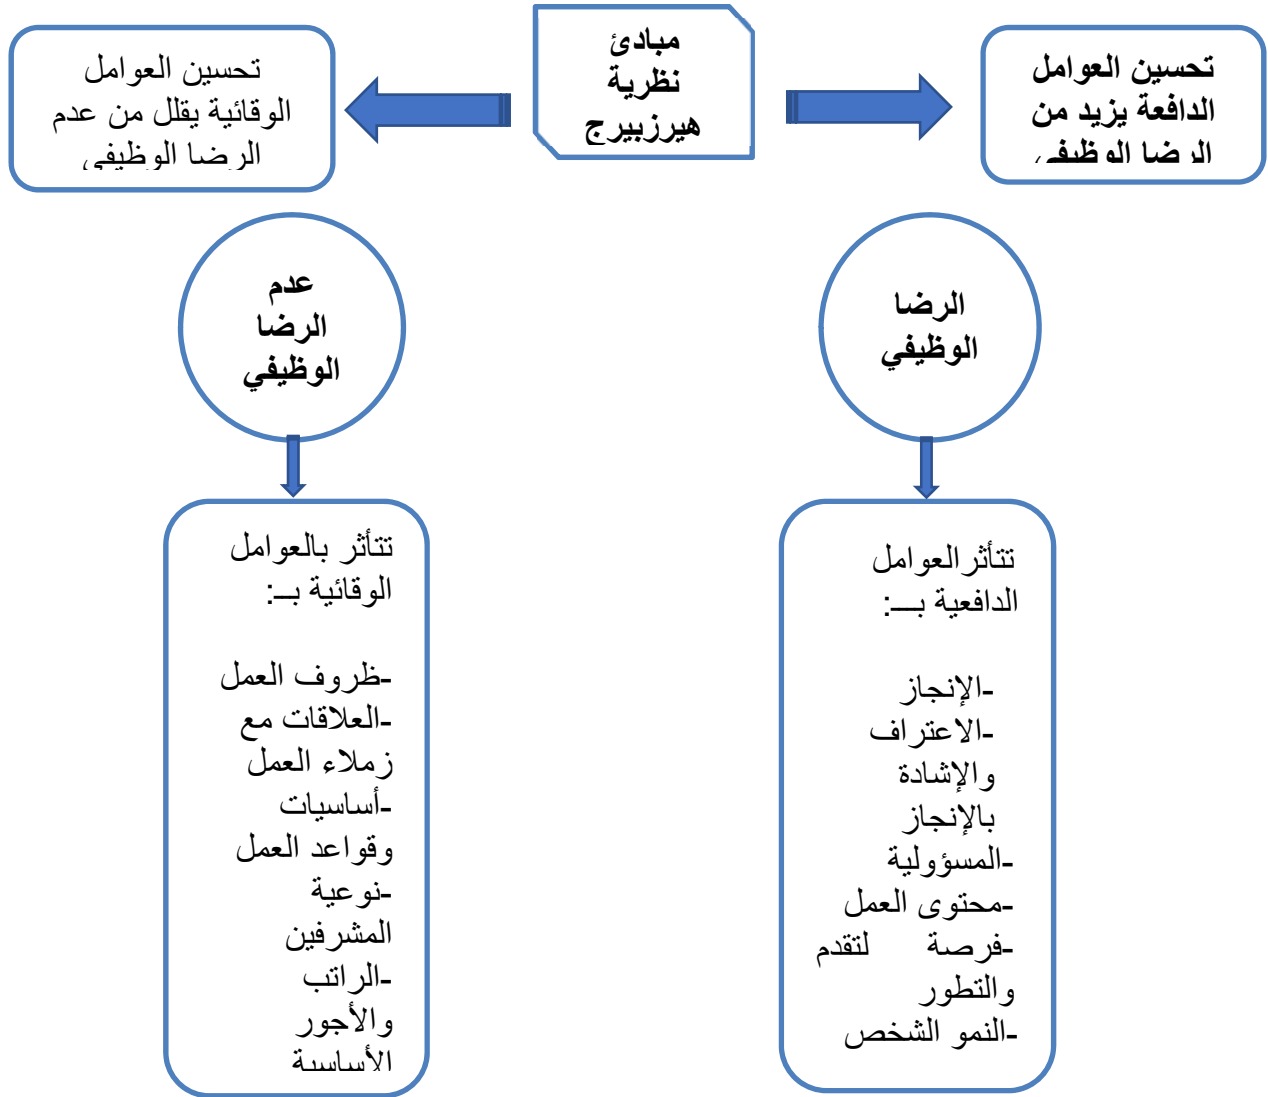 مبادئ
نظرية
هيرزبيرج
تحسين العوامل
الدافعة يزيد من
الرضا الوظيفي
تحسين العوامل
الوقائية يقلل من عدم
الرضا الوظيفي
الرضا
الوظيفي
عدم
الرضا
الوظيفي
تتأثر العوامل
الدافعية بـــ:
-الإنجاز
-الاعتراف
والإشادة
بالإنجاز
-المسؤولية
-محتوى العمل
-فرصة لتقدم
والتطور
-النمو الشخص
تتأثر بالعوامل
الوقائية بــ:
-ظروف العمل
-العلاقات مع
زملاء العمل
-أساسيات
وقواعد العمل
-نوعية
المشرفين
-الراتب
والأجور
الأساسية